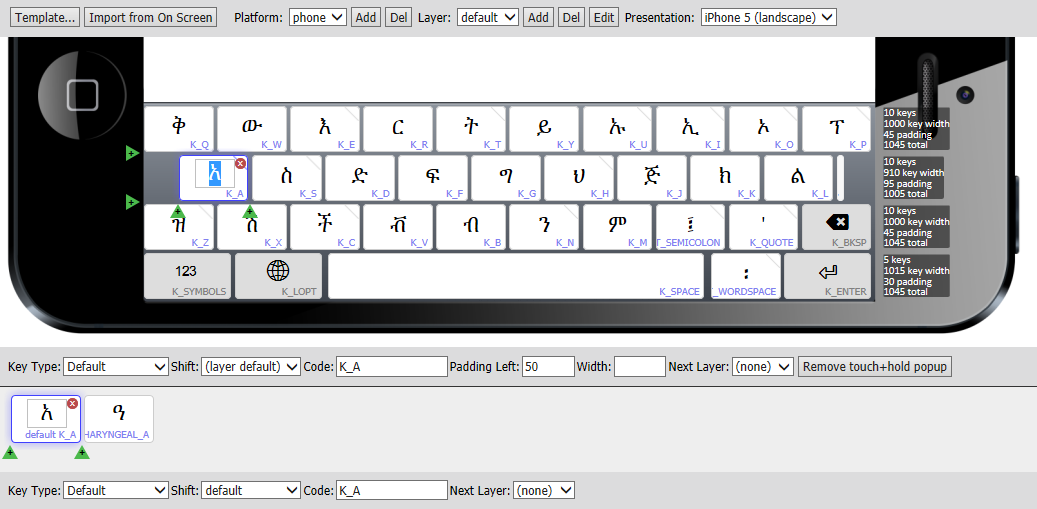 Template... Import from On Screen Platform: phone Add Del Layer: default Add Del Edit Presentation: iPhone 5 (landscape)
ቅ ው እ ር ት ይ ኡ ኢ ኦ ፕ
K_Q K_W K_E K_R K_T K_Y K_U K_I K_O K_P
10 keys
1000 key width
45 padding
1045 total
አ ስ ድ ፍ ግ ህ ጅ ክ ል
K_A K_S K_D K_F K_G K_H K_J K_K K_L
10 keys
910 key width
95 padding
1005 total
ዝ ሽ ች ቭ ብ ን ም ፤ '
K_Z K_X K_C K_V K_B K_N K_M T_SEMICOLON K_QUOTE K_BKSP
10 keys
1000 key width
45 padding
1045 total
123 ፡
K_SYMBOLS K_LOPT K_SPACE _WORDSPACE K_ENTER
5 keys
1015 key width
30 padding
1045 total
Key Type: Default Shift: (layer default) Code: K_A Padding Left: 50 Width: Next Layer: (none) Remove touch+hold popup
አ ዓ
default K_A HARYNGEAL_A
Key Type: Default Shift: default Code: K_A Next Layer: (none)